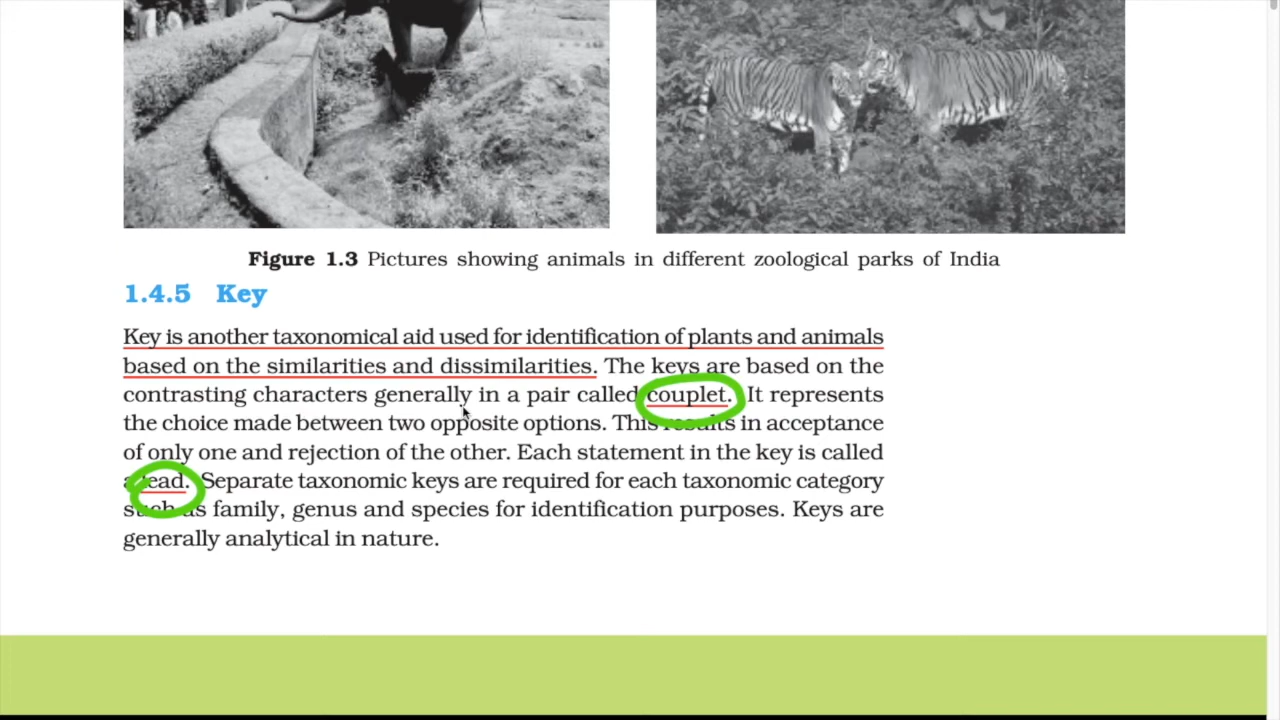 Figure 1.3 Pictures showing animals in different zoological parks of India
1.4.5 Key
Key is another taxonomical aid used for identification of plants and animals
based on the similarities and dissimilarities. The keys are based on the
contrasting characters generally in a pair called couplet. It represents
the choice made between two opposite options. This results in acceptance
of only one and rejection of the other. Each statement in the key is called
a lead. Separate taxonomic keys are required for each taxonomic category
such as family, genus and species for identification purposes. Keys are
generally analytical in nature.